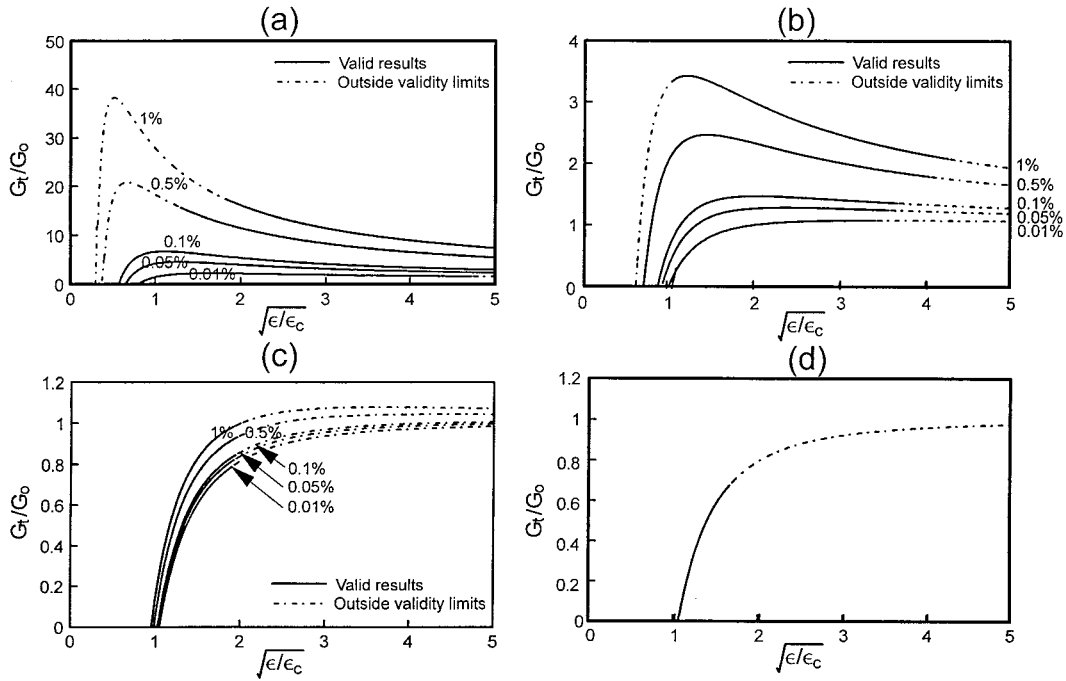 (a)
50
40
30
20
10
0
Gt/Go
Valid results
Outside validity limits
1%
0.5%
0.1%
0.05%
0.01%
0 1 2 3 4 5
√ϵ/ϵc
(b)
4
3
2
1
0
Gt/Go
Valid results
Outside validity limits
1%
0.5%
0.1%
0.05%
0.01%
0 1 2 3 4 5
√ϵ/ϵc
(c)
1.2
1
0.8
0.6
0.4
0.2
0
Gt/Go
1% 0.5%
0.1%
0.05%
0.01%
Valid results
Outside validity limits
0 1 2 3 4 5
√ϵ/ϵc
(d)
1.2
1
0.8
0.6
0.4
0.2
0
Gt/Go
0 1 2 3 4 5
√ϵ/ϵc